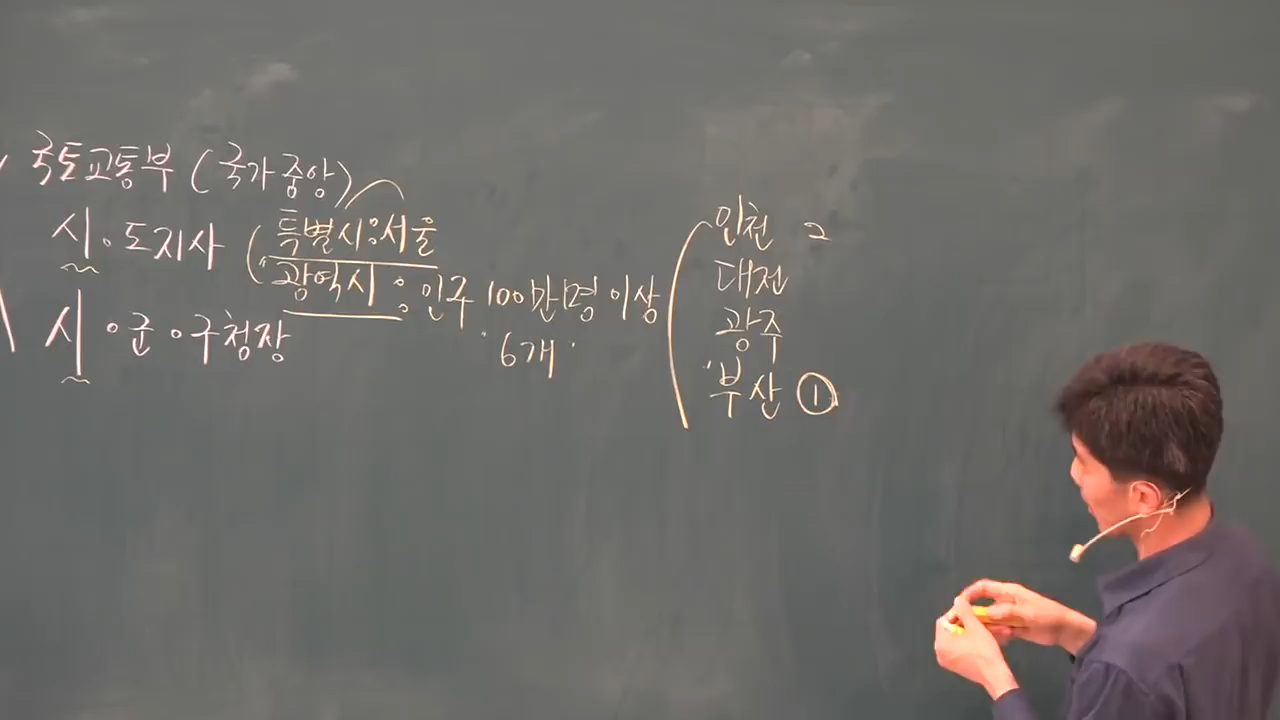 국토교통부 (국가중앙)
시·도지사 (특별시:서울
광역시 : 인구 100만명 이상
시·군·구청장
6개
인천 2
대전
광주
부산 ①